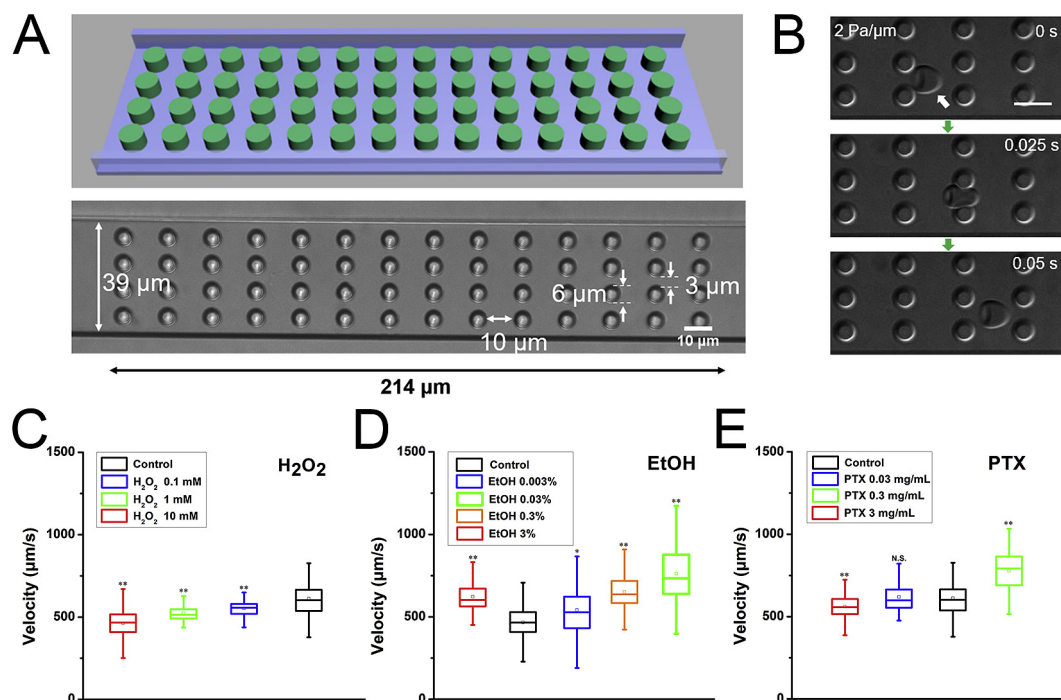 A
39 μm
6 μm
3 μm
10 μm
10 μm
214 μm
B
2 Pa/μm
0 s
0.025 s
0.05 s
C
1500
1000
500
0
Velocity (μm/s)
Control
H₂O₂ 0.1 mM
H₂O₂ 1 mM
H₂O₂ 10 mM
H₂O₂
**
**
**
D
1500
1000
500
0
Velocity (μm/s)
Control
EtOH 0.003%
EtOH 0.03%
EtOH 0.3%
EtOH 3%
EtOH
**
*
**
**
E
1500
1000
500
0
Velocity (μm/s)
Control
PTX 0.03 mg/mL
PTX 0.3 mg/mL
PTX 3 mg/mL
PTX
**
N.S.
**